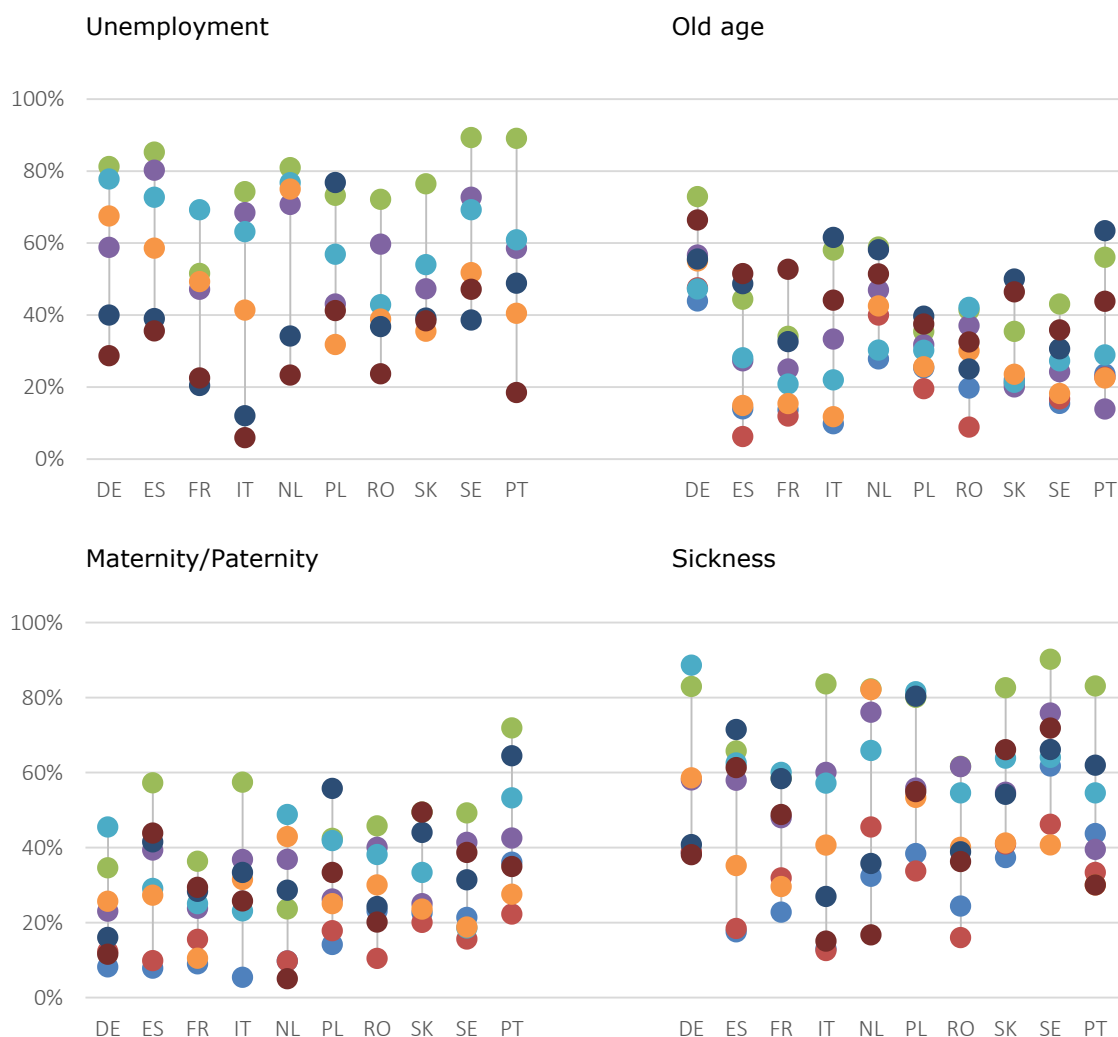 Unemployment
Old age
100%
80%
60%
40%
20%
0%
DE ES FR IT NL PL RO SK SE PT
DE ES FR IT NL PL RO SK SE PT
Maternity/Paternity
Sickness
100%
80%
60%
40%
20%
0%
DE ES FR IT NL PL RO SK SE PT
DE ES FR IT NL PL RO SK SE PT